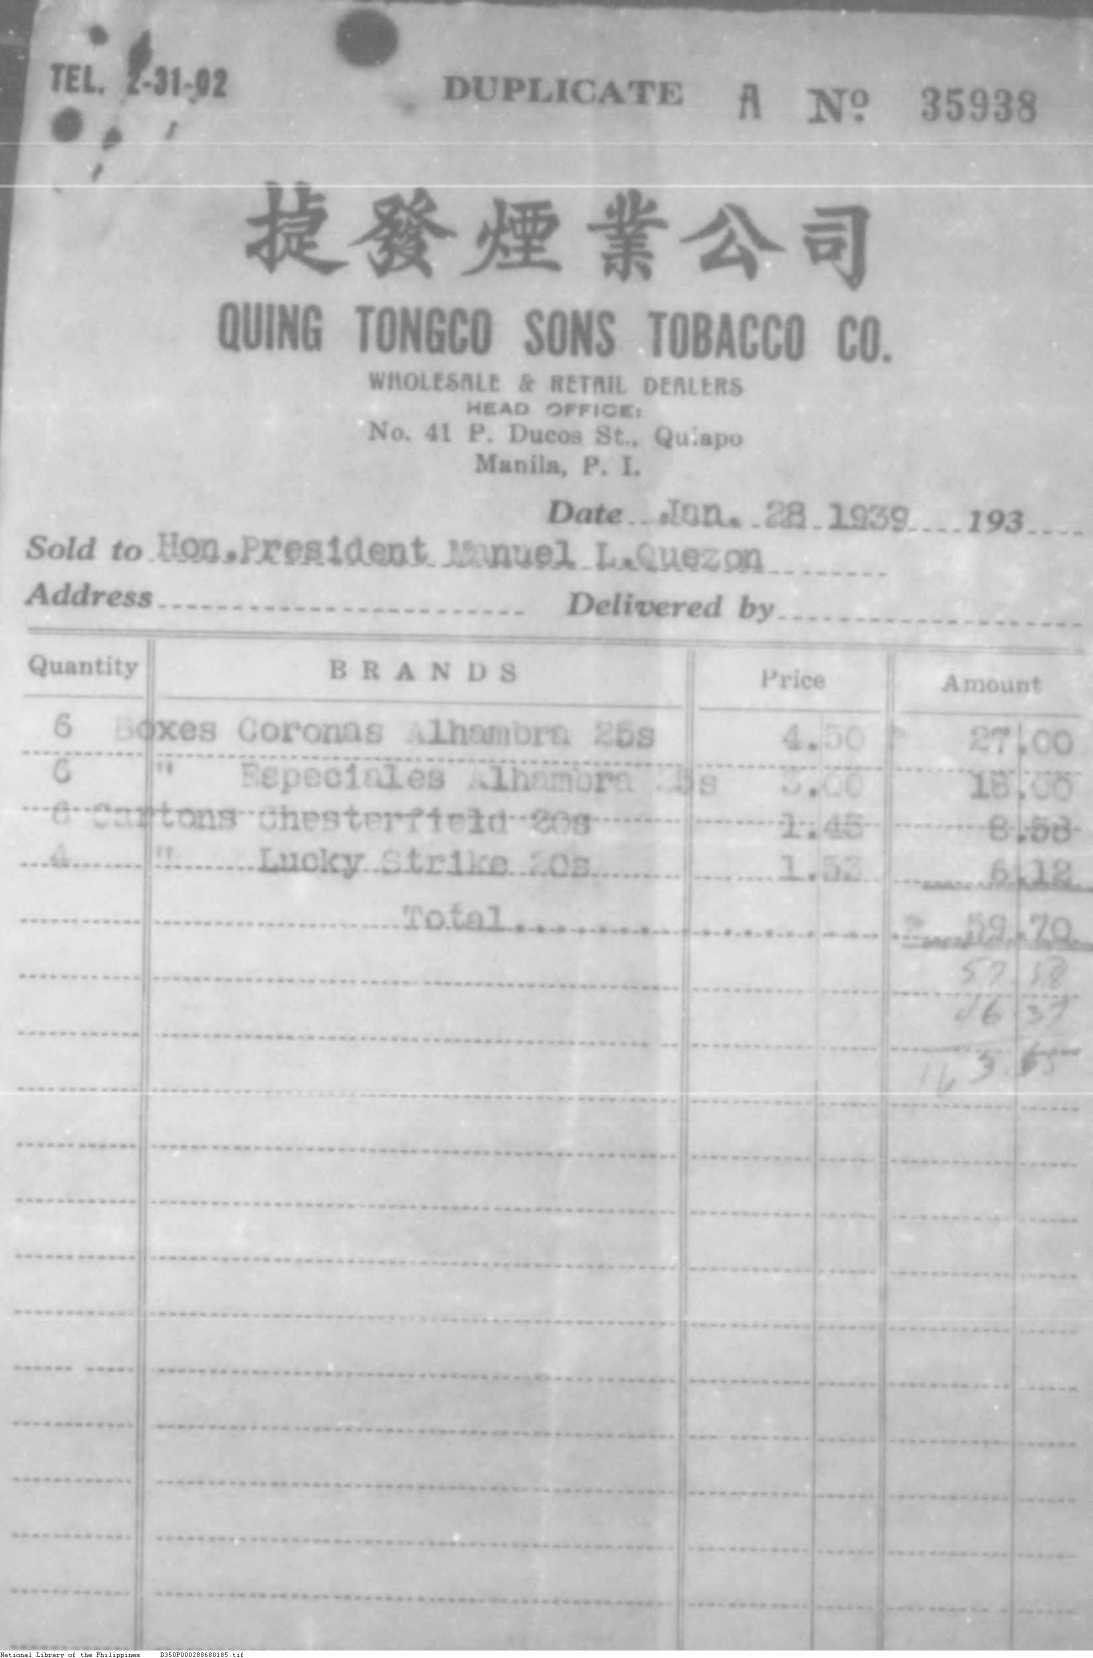 TEL. 2-31-02
DUPLICATE A No. 35938
捷發煙業公司
QUING TONGCO SONS TOBACCO CO.
WHOLESALE & RETAIL DEALERS
HEAD OFFICE:
No. 41 P. Ducos St., Quiapo
Manila, P. I.
Date Jan. 28 1939 193
Sold to Hon.President Manuel L.Quezon
Address Delivered by
Quantity BRANDS Price Amount
6 Boxes Coronas Alhambra 25s 4.50 ₱ 27.00
6 " Especiales Alhambra 25s 3.00 18.00
6 Cartons Chesterfield 20s 1.43 8.58
4 " Lucky Strike 20s 1.53 6.12
Total ₱ 59.70
57 58
National Library of the Philippines D350P000288680185.tif